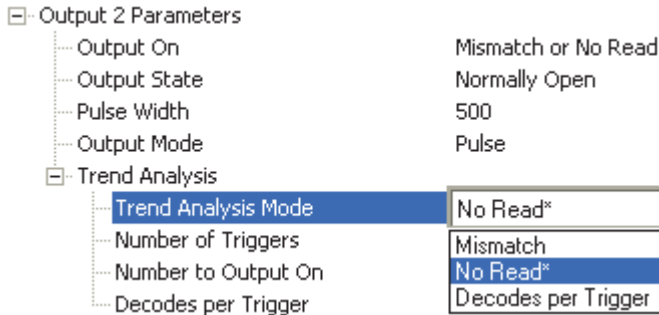 Output 2 Parameters
Output On Mismatch or No Read
Output State Normally Open
Pulse Width 500
Output Mode Pulse
Trend Analysis
Trend Analysis Mode No Read*
Number of Triggers Mismatch
Number to Output On No Read*
Decodes per Trigger Decodes per Trigger